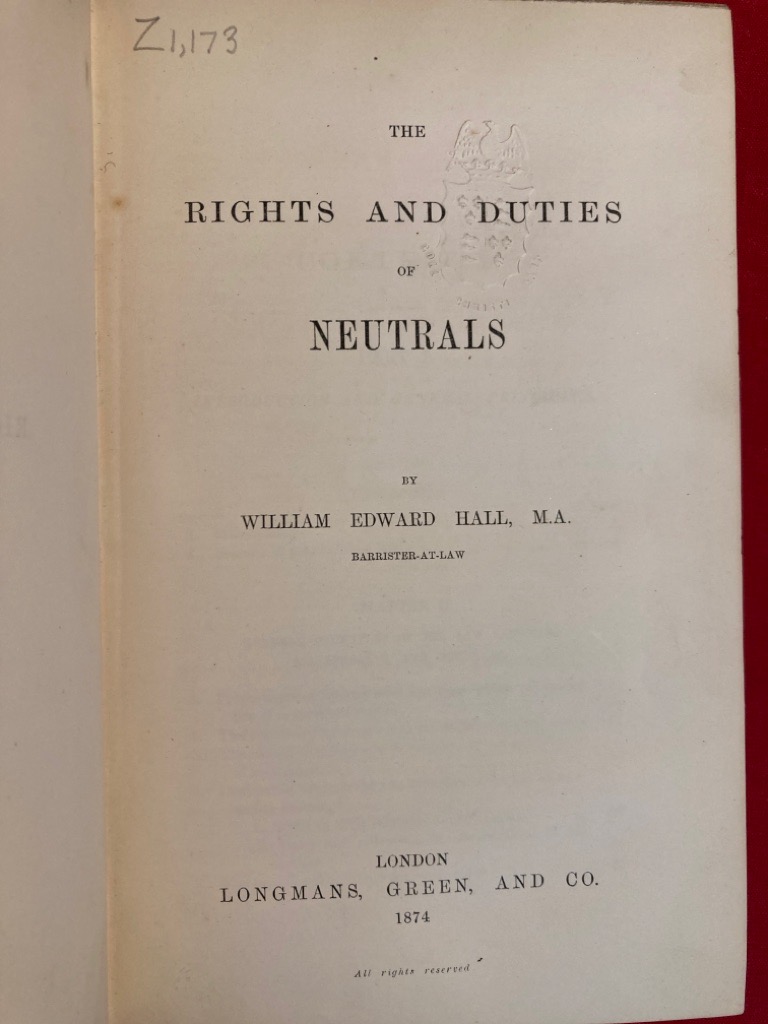 Z1,173
THE
RIGHTS AND DUTIES
OF
NEUTRALS
BY
WILLIAM EDWARD HALL, M.A.
BARRISTER-AT-LAW
LONDON
LONGMANS, GREEN, AND CO.
1874
All rights reserved